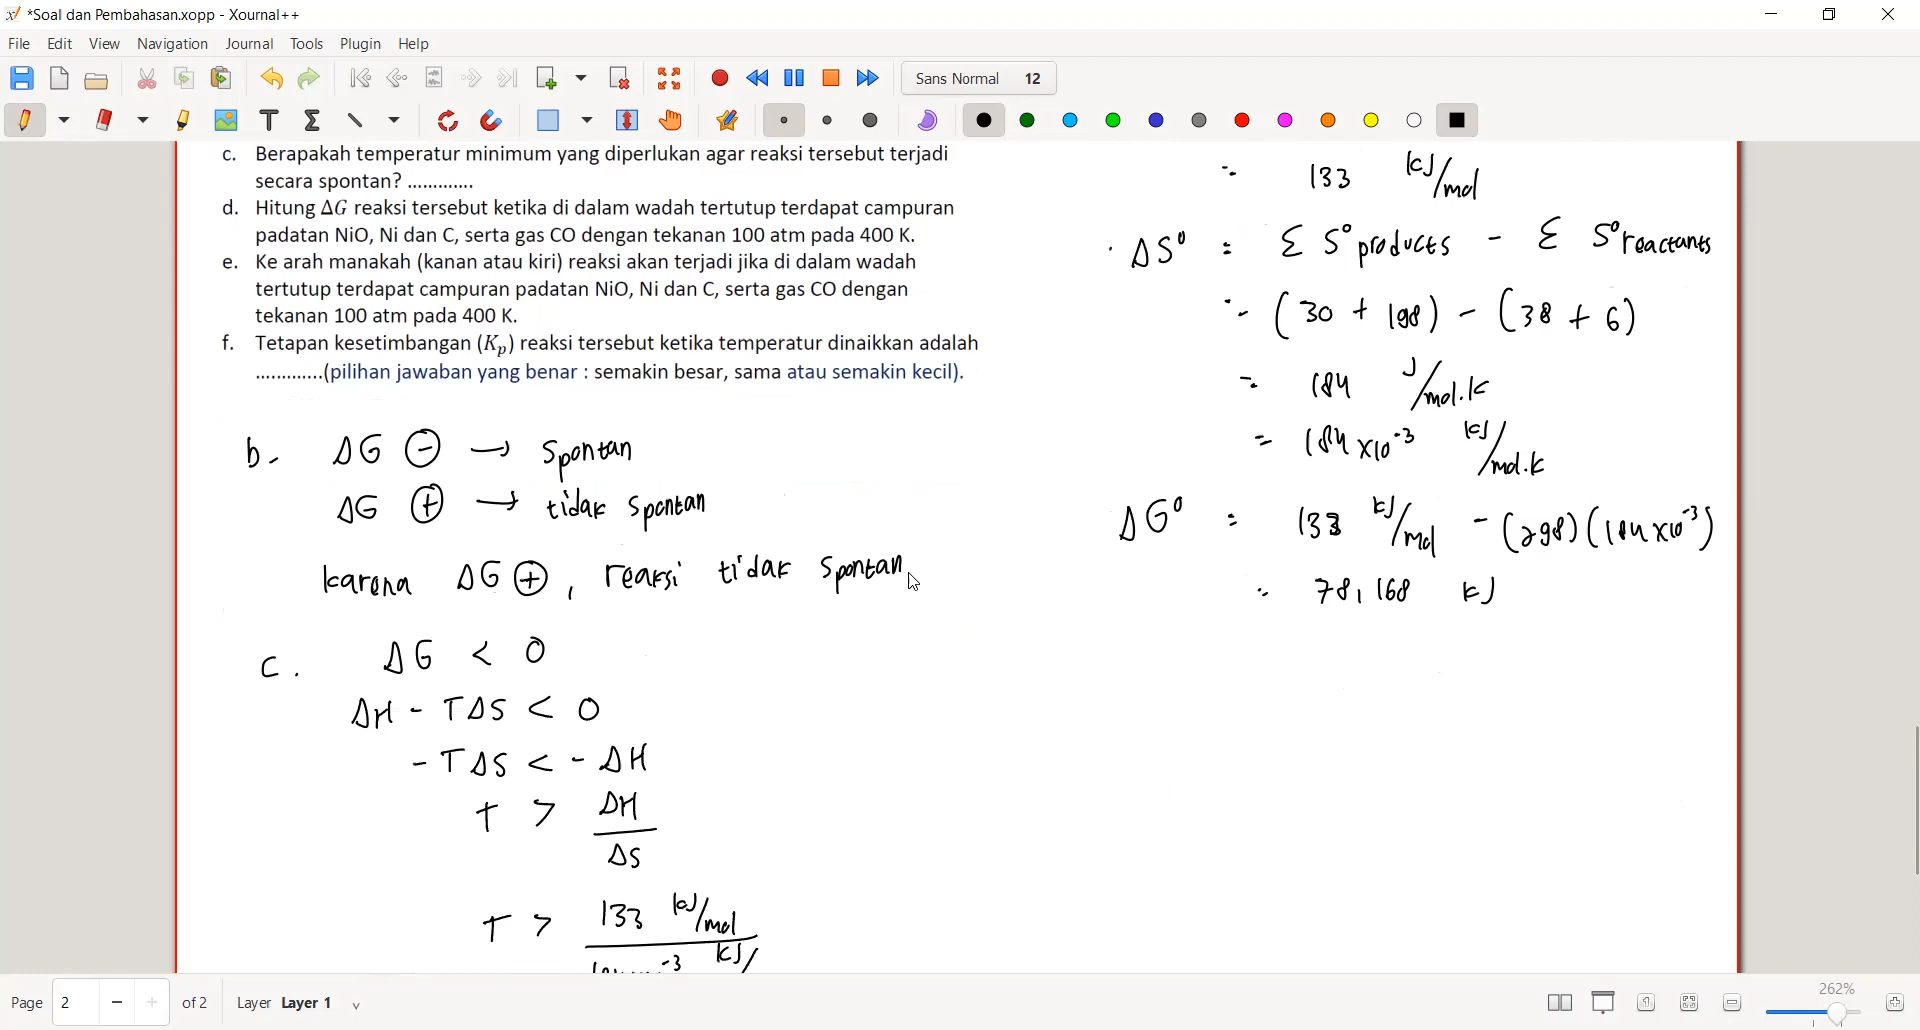 *Soal dan Pembahasan.xopp - Xournal++
File Edit View Navigation Journal Tools Plugin Help
Sans Normal 12
c. Berapakah temperatur minimum yang diperlukan agar reaksi tersebut terjadi
secara spontan? .............
d. Hitung ΔG reaksi tersebut ketika di dalam wadah tertutup terdapat campuran
padatan NiO, Ni dan C, serta gas CO dengan tekanan 100 atm pada 400 K.
e. Ke arah manakah (kanan atau kiri) reaksi akan terjadi jika di dalam wadah
tertutup terdapat campuran padatan NiO, Ni dan C, serta gas CO dengan
tekanan 100 atm pada 400 K.
f. Tetapan kesetimbangan (Kp) reaksi tersebut ketika temperatur dinaikkan adalah
.............(pilihan jawaban yang benar : semakin besar, sama atau semakin kecil).
b. ΔG ⊖ → spontan
ΔG ⊕ → tidak spontan
karena ΔG ⊕, reaksi tidak spontan
c. ΔG < 0
ΔH - TΔS < 0
- TΔS < - ΔH
T > ΔH
ΔS
T > 133 kJ/mol
-3 kJ/
= 133 kJ/mol
ΔS° = Σ S° products - Σ S° reactants
= (30 + 198) - (38 + 6)
= 184 J/mol.K
= 184 x10⁻³ kJ/mol.K
ΔG° = 133 kJ/mol - (298)(184 x10⁻³)
= 78,168 kJ
Page 2 of 2 Layer Layer 1 262%